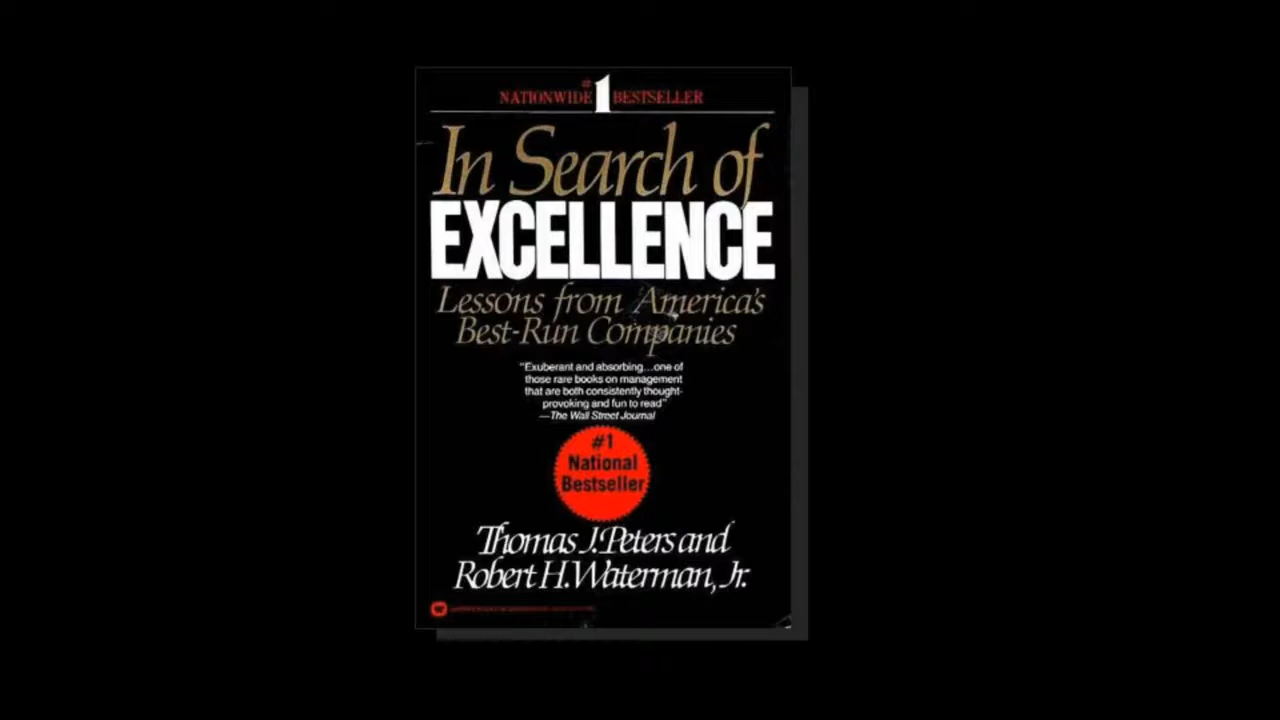 NATIONWIDE #1 BESTSELLER
In Search of
EXCELLENCE
Lessons from America's
Best-Run Companies
"Exuberant and absorbing...one of
those rare books on management
that are both consistently thought-
provoking and fun to read"
—The Wall Street Journal
#1
National
Bestseller
Thomas J. Peters and
Robert H. Waterman, Jr.